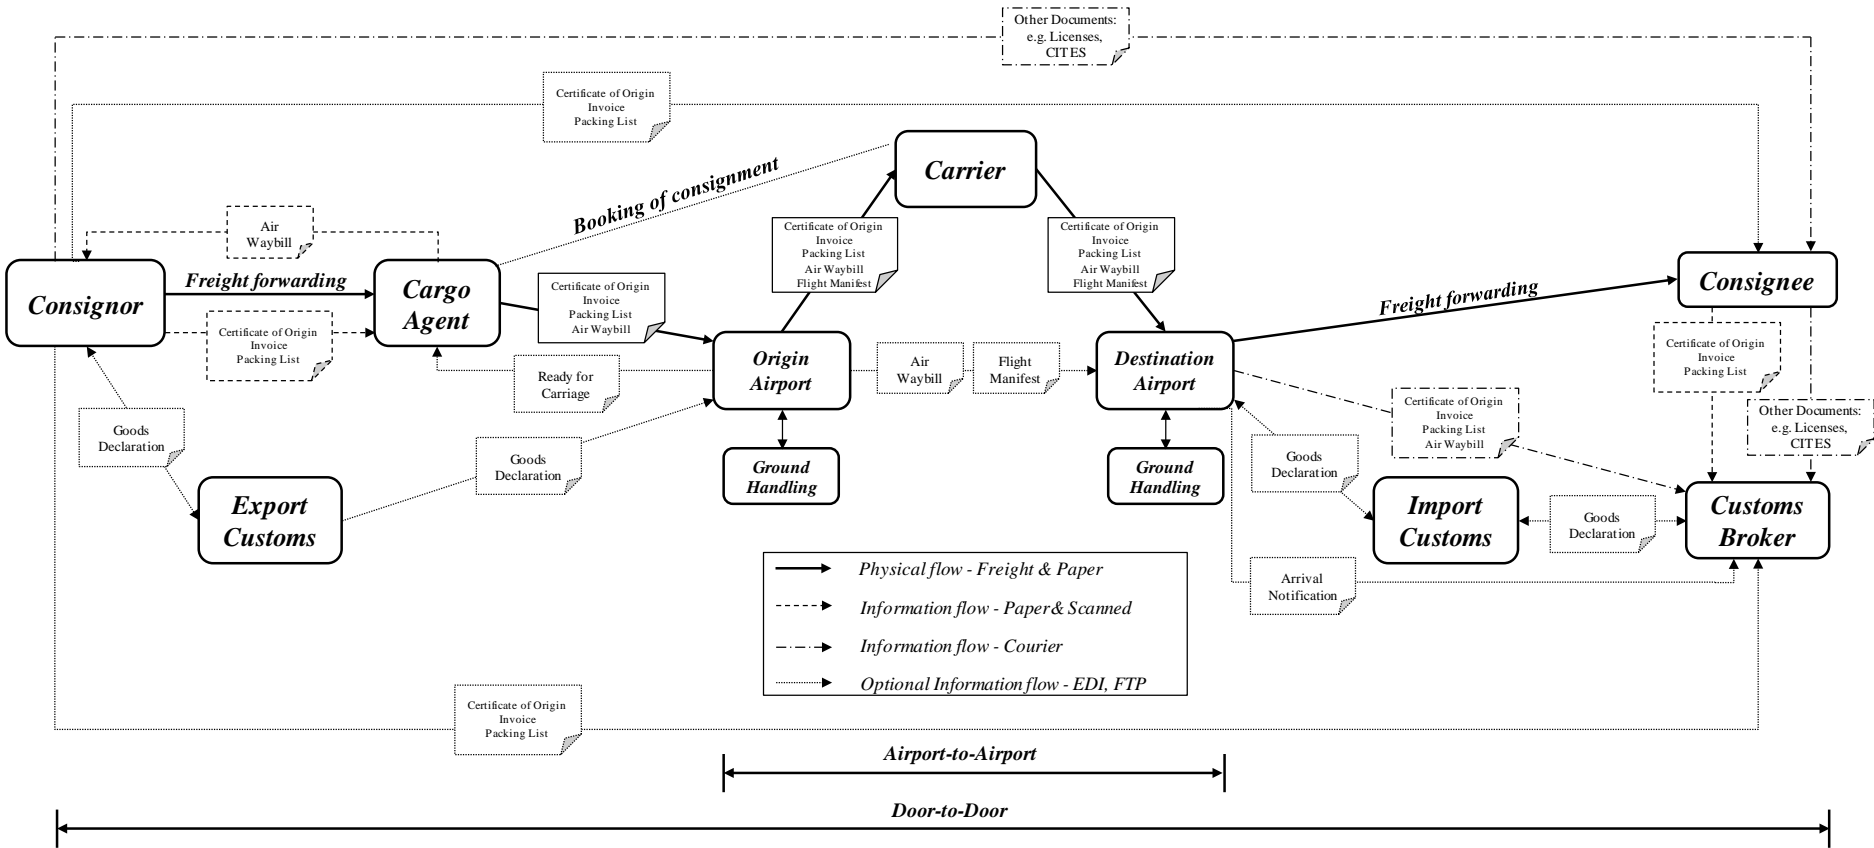 Other Documents:
e.g. Licenses,
CITES
Certificate of Origin
Invoice
Packing List
Carrier
Booking of consignment
Air
Waybill
Certificate of Origin
Invoice
Packing List
Air Waybill
Flight Manifest
Certificate of Origin
Invoice
Packing List
Air Waybill
Flight Manifest
Consignor
Freight forwarding
Cargo
Agent
Certificate of Origin
Invoice
Packing List
Air Waybill
Freight forwarding
Consignee
Certificate of Origin
Invoice
Packing List
Origin
Airport
Destination
Airport
Certificate of Origin
Invoice
Packing List
Ready for
Carriage
Air
Waybill
Flight
Manifest
Certificate of Origin
Invoice
Packing List
Air Waybill
Other Documents:
e.g. Licenses,
CITES
Goods
Declaration
Goods
Declaration
Ground
Handling
Ground
Handling
Goods
Declaration
Export
Customs
Import
Customs
Goods
Declaration
Customs
Broker
Physical flow - Freight & Paper
Information flow - Paper & Scanned
Information flow - Courier
Optional Information flow - EDI, FTP
Arrival
Notification
Certificate of Origin
Invoice
Packing List
Airport-to-Airport
Door-to-Door